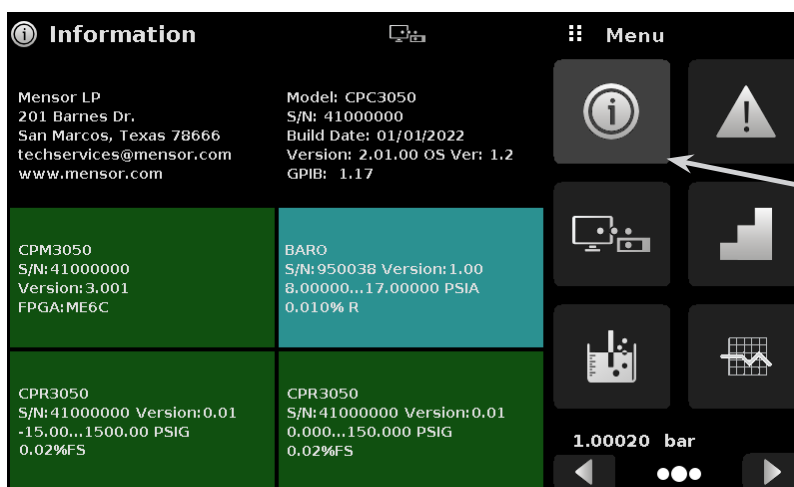 Information
Menu
Mensor LP
201 Barnes Dr.
San Marcos, Texas 78666
techservices@mensor.com
www.mensor.com
Model: CPC3050
S/N: 41000000
Build Date: 01/01/2022
Version: 2.01.00 OS Ver: 1.2
GPIB: 1.17
CPM3050
S/N:41000000
Version:3.001
FPGA:ME6C
BARO
S/N:950038 Version:1.00
8.00000...17.00000 PSIA
0.010% R
CPR3050
S/N:41000000 Version:0.01
-15.00...1500.00 PSIG
0.02%FS
CPR3050
S/N:41000000 Version:0.01
0.000...150.000 PSIG
0.02%FS
1.00020 bar